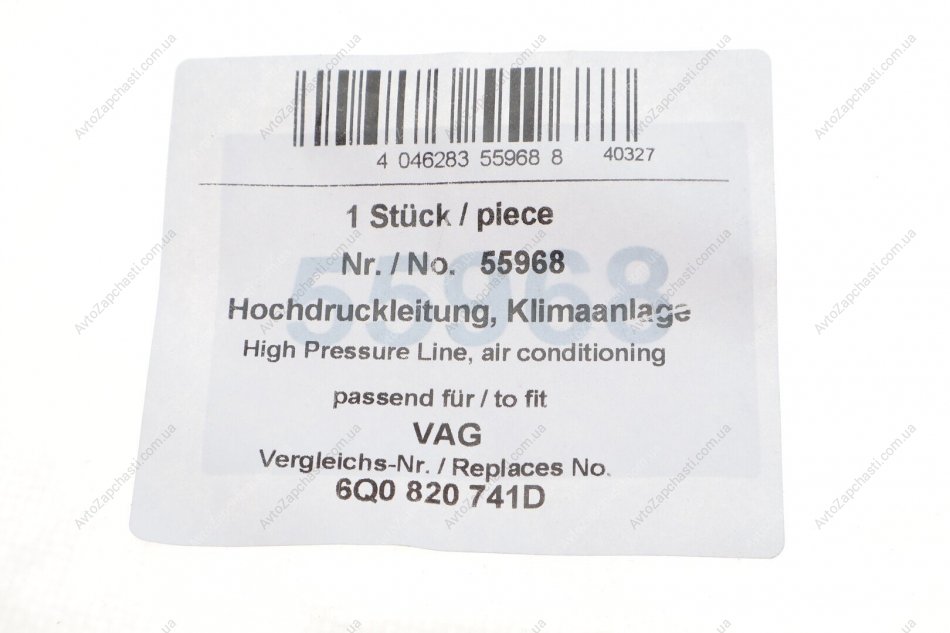 4 046283 55968 8 40327
1 Stück / piece
Nr. / No. 55968
55968
Hochdruckleitung, Klimaanlage
High Pressure Line, air conditioning
passend für / to fit
VAG
Vergleichs-Nr. / Replaces No.
6Q0 820 741D
AvtoZapchasti.com.ua